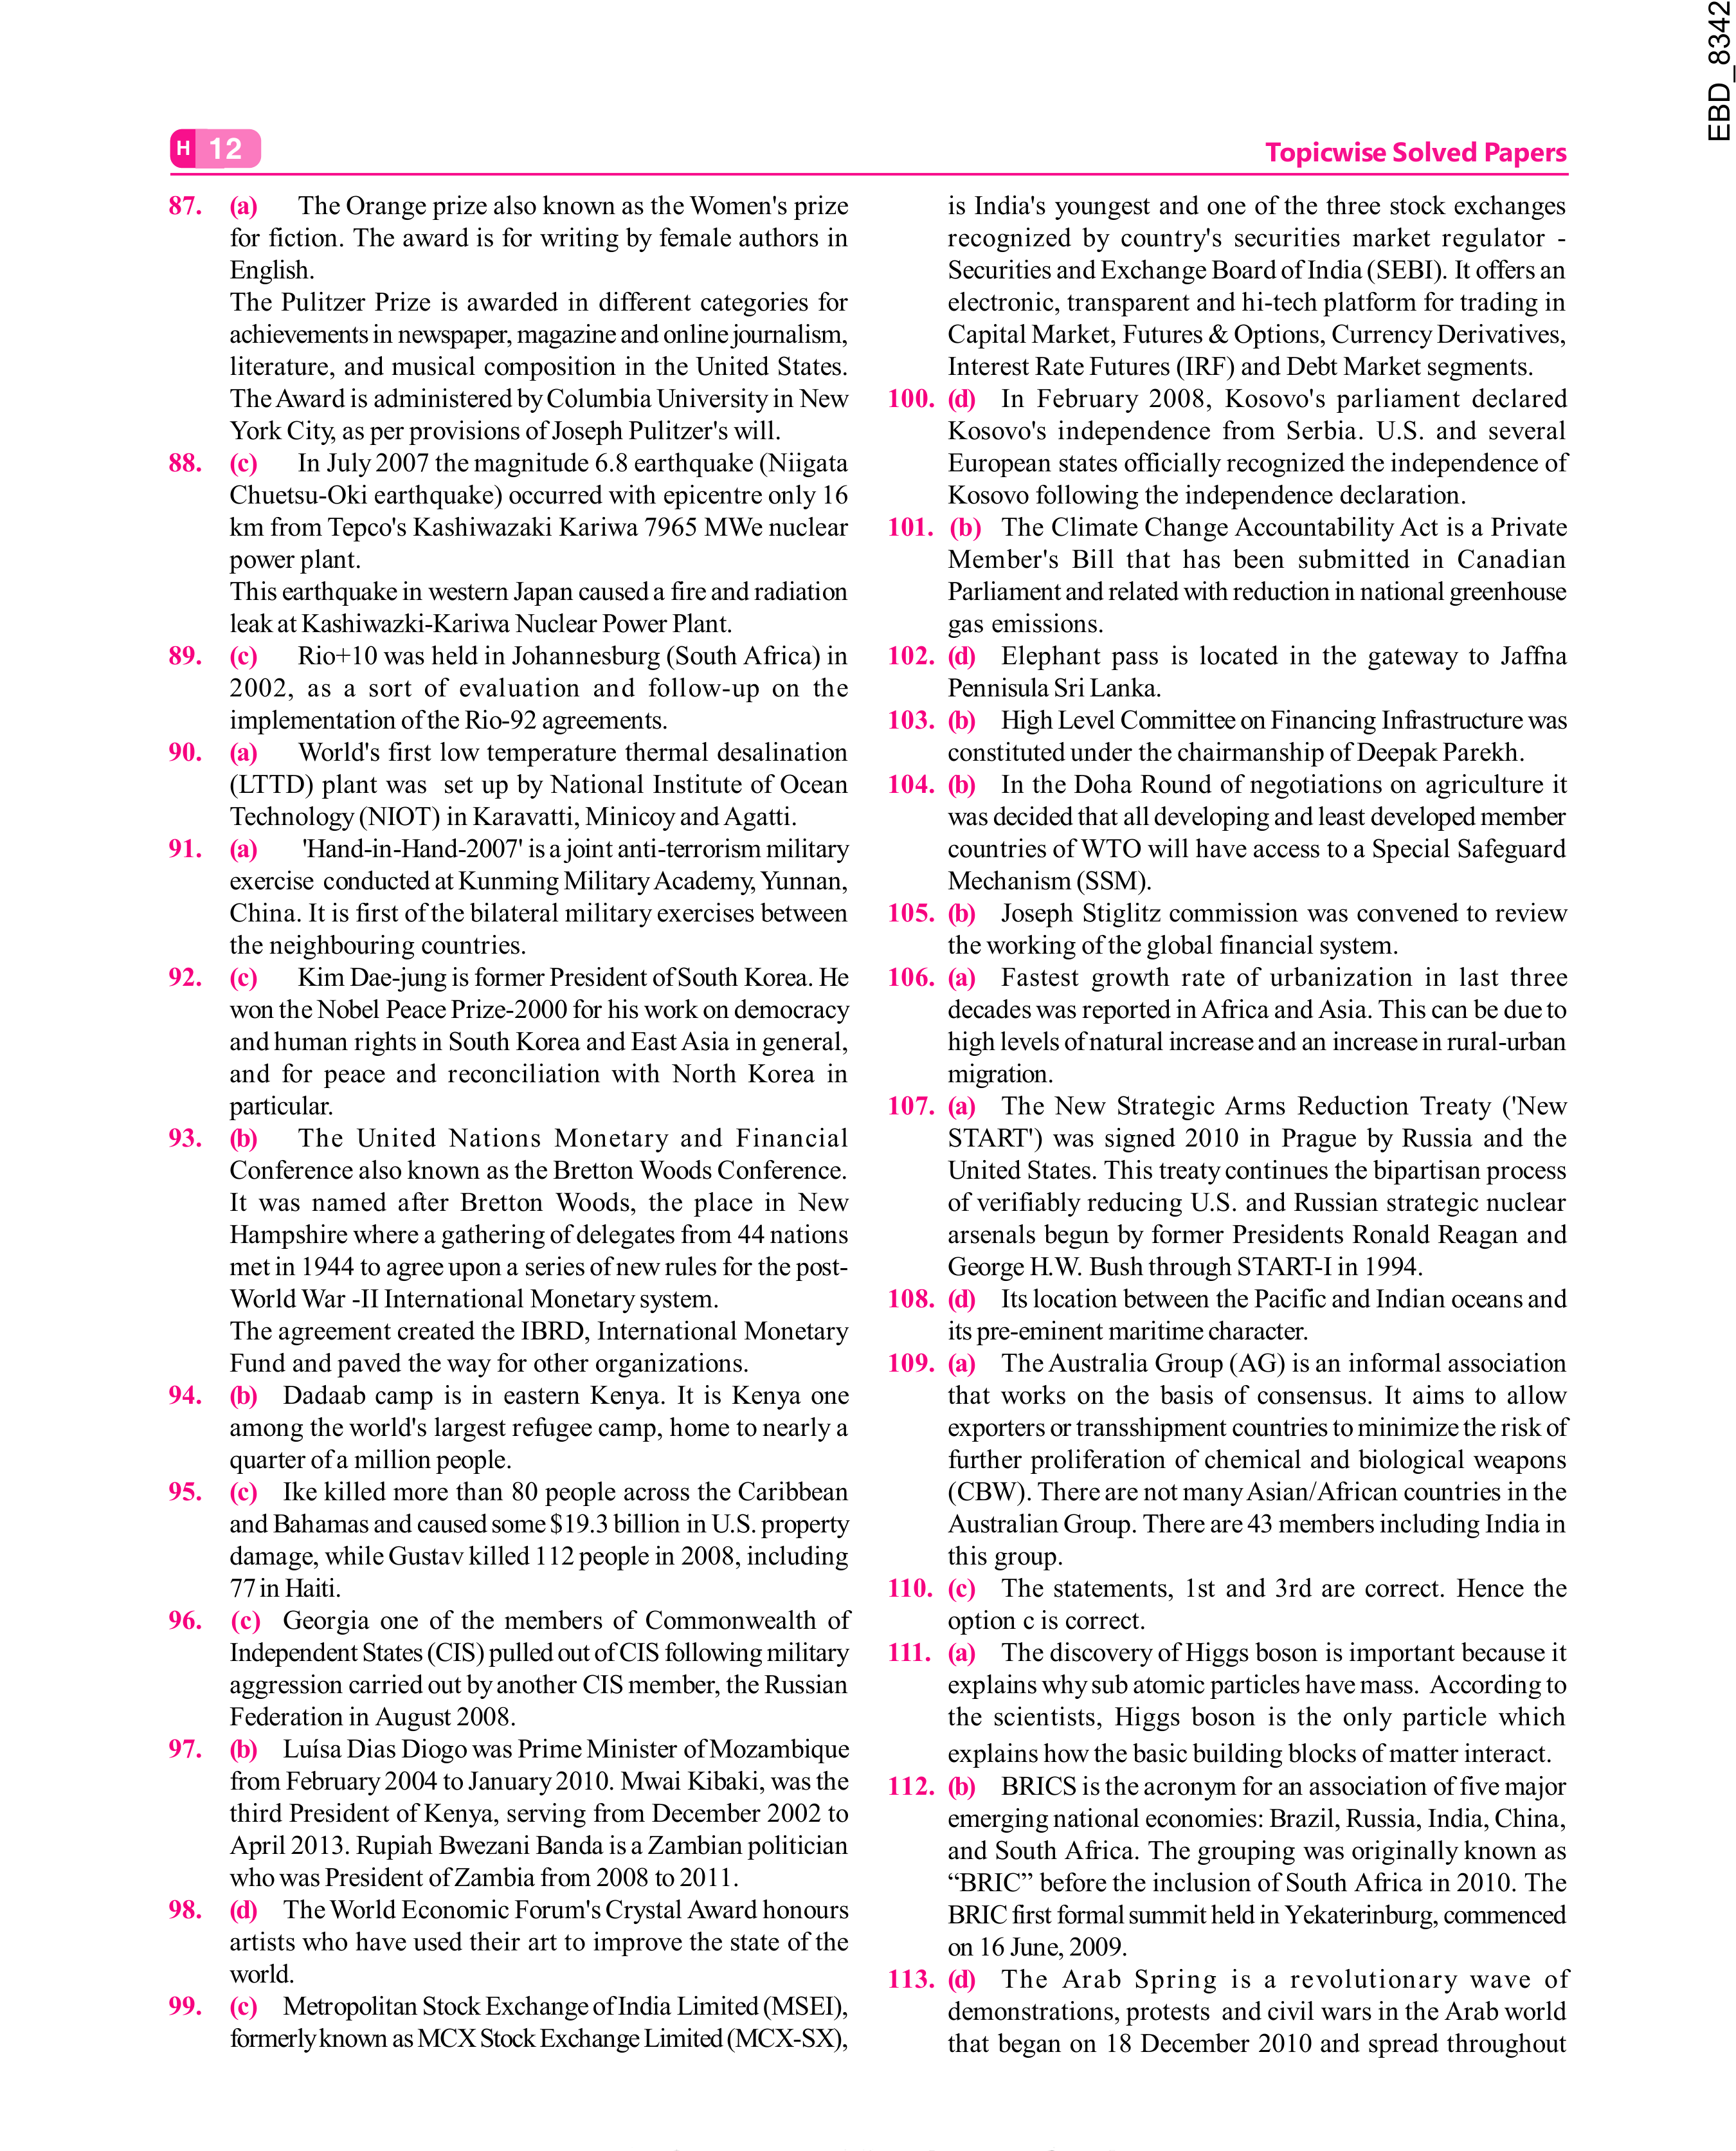 EBD_8342
H 12
Topicwise Solved Papers
87. (a) The Orange prize also known as the Women's prize
for fiction. The award is for writing by female authors in
English.
The Pulitzer Prize is awarded in different categories for
achievements in newspaper, magazine and online journalism,
literature, and musical composition in the United States.
The Award is administered by Columbia University in New
York City, as per provisions of Joseph Pulitzer's will.
88. (c) In July 2007 the magnitude 6.8 earthquake (Niigata
Chuetsu-Oki earthquake) occurred with epicentre only 16
km from Tepco's Kashiwazaki Kariwa 7965 MWe nuclear
power plant.
This earthquake in western Japan caused a fire and radiation
leak at Kashiwazki-Kariwa Nuclear Power Plant.
89. (c) Rio+10 was held in Johannesburg (South Africa) in
2002, as a sort of evaluation and follow-up on the
implementation of the Rio-92 agreements.
90. (a) World's first low temperature thermal desalination
(LTTD) plant was set up by National Institute of Ocean
Technology (NIOT) in Karavatti, Minicoy and Agatti.
91. (a) 'Hand-in-Hand-2007' is a joint anti-terrorism military
exercise conducted at Kunming Military Academy, Yunnan,
China. It is first of the bilateral military exercises between
the neighbouring countries.
92. (c) Kim Dae-jung is former President of South Korea. He
won the Nobel Peace Prize-2000 for his work on democracy
and human rights in South Korea and East Asia in general,
and for peace and reconciliation with North Korea in
particular.
93. (b) The United Nations Monetary and Financial
Conference also known as the Bretton Woods Conference.
It was named after Bretton Woods, the place in New
Hampshire where a gathering of delegates from 44 nations
met in 1944 to agree upon a series of new rules for the post-
World War -II International Monetary system.
The agreement created the IBRD, International Monetary
Fund and paved the way for other organizations.
94. (b) Dadaab camp is in eastern Kenya. It is Kenya one
among the world's largest refugee camp, home to nearly a
quarter of a million people.
95. (c) Ike killed more than 80 people across the Caribbean
and Bahamas and caused some $19.3 billion in U.S. property
damage, while Gustav killed 112 people in 2008, including
77 in Haiti.
96. (c) Georgia one of the members of Commonwealth of
Independent States (CIS) pulled out of CIS following military
aggression carried out by another CIS member, the Russian
Federation in August 2008.
97. (b) Luísa Dias Diogo was Prime Minister of Mozambique
from February 2004 to January 2010. Mwai Kibaki, was the
third President of Kenya, serving from December 2002 to
April 2013. Rupiah Bwezani Banda is a Zambian politician
who was President of Zambia from 2008 to 2011.
98. (d) The World Economic Forum's Crystal Award honours
artists who have used their art to improve the state of the
world.
99. (c) Metropolitan Stock Exchange of India Limited (MSEI),
formerly known as MCX Stock Exchange Limited (MCX-SX),
is India's youngest and one of the three stock exchanges
recognized by country's securities market regulator -
Securities and Exchange Board of India (SEBI). It offers an
electronic, transparent and hi-tech platform for trading in
Capital Market, Futures & Options, Currency Derivatives,
Interest Rate Futures (IRF) and Debt Market segments.
100. (d) In February 2008, Kosovo's parliament declared
Kosovo's independence from Serbia. U.S. and several
European states officially recognized the independence of
Kosovo following the independence declaration.
101. (b) The Climate Change Accountability Act is a Private
Member's Bill that has been submitted in Canadian
Parliament and related with reduction in national greenhouse
gas emissions.
102. (d) Elephant pass is located in the gateway to Jaffna
Pennisula Sri Lanka.
103. (b) High Level Committee on Financing Infrastructure was
constituted under the chairmanship of Deepak Parekh.
104. (b) In the Doha Round of negotiations on agriculture it
was decided that all developing and least developed member
countries of WTO will have access to a Special Safeguard
Mechanism (SSM).
105. (b) Joseph Stiglitz commission was convened to review
the working of the global financial system.
106. (a) Fastest growth rate of urbanization in last three
decades was reported in Africa and Asia. This can be due to
high levels of natural increase and an increase in rural-urban
migration.
107. (a) The New Strategic Arms Reduction Treaty ('New
START') was signed 2010 in Prague by Russia and the
United States. This treaty continues the bipartisan process
of verifiably reducing U.S. and Russian strategic nuclear
arsenals begun by former Presidents Ronald Reagan and
George H.W. Bush through START-I in 1994.
108. (d) Its location between the Pacific and Indian oceans and
its pre-eminent maritime character.
109. (a) The Australia Group (AG) is an informal association
that works on the basis of consensus. It aims to allow
exporters or transshipment countries to minimize the risk of
further proliferation of chemical and biological weapons
(CBW). There are not many Asian/African countries in the
Australian Group. There are 43 members including India in
this group.
110. (c) The statements, 1st and 3rd are correct. Hence the
option c is correct.
111. (a) The discovery of Higgs boson is important because it
explains why sub atomic particles have mass. According to
the scientists, Higgs boson is the only particle which
explains how the basic building blocks of matter interact.
112. (b) BRICS is the acronym for an association of five major
emerging national economies: Brazil, Russia, India, China,
and South Africa. The grouping was originally known as
“BRIC” before the inclusion of South Africa in 2010. The
BRIC first formal summit held in Yekaterinburg, commenced
on 16 June, 2009.
113. (d) The Arab Spring is a revolutionary wave of
demonstrations, protests and civil wars in the Arab world
that began on 18 December 2010 and spread throughout